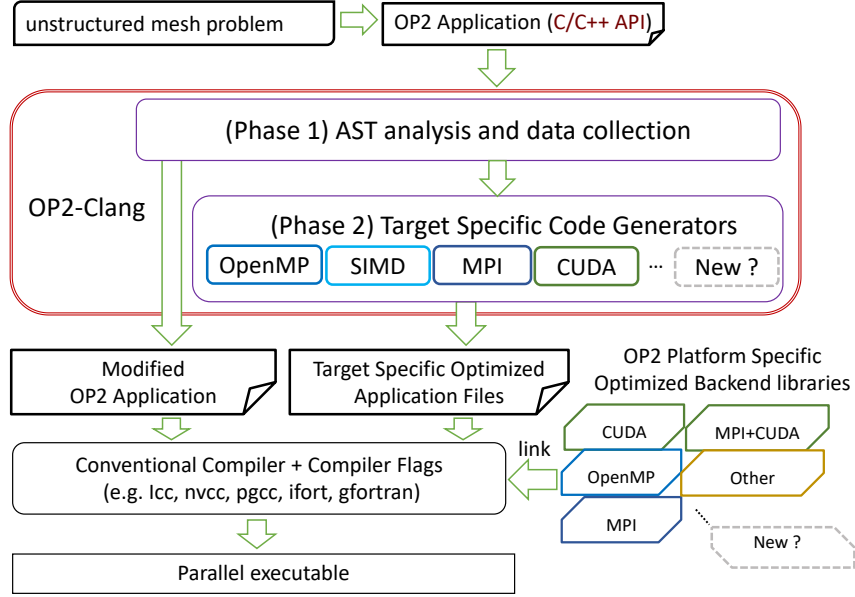 unstructured mesh problem
OP2 Application (C/C++ API)
(Phase 1) AST analysis and data collection
OP2-Clang
(Phase 2) Target Specific Code Generators
OpenMP SIMD MPI CUDA ... New ?
Modified
OP2 Application
Target Specific Optimized
Application Files
OP2 Platform Specific
Optimized Backend libraries
link
CUDA MPI+CUDA
OpenMP Other
MPI
...... New ?
Conventional Compiler + Compiler Flags
(e.g. Icc, nvcc, pgcc, ifort, gfortran)
Parallel executable